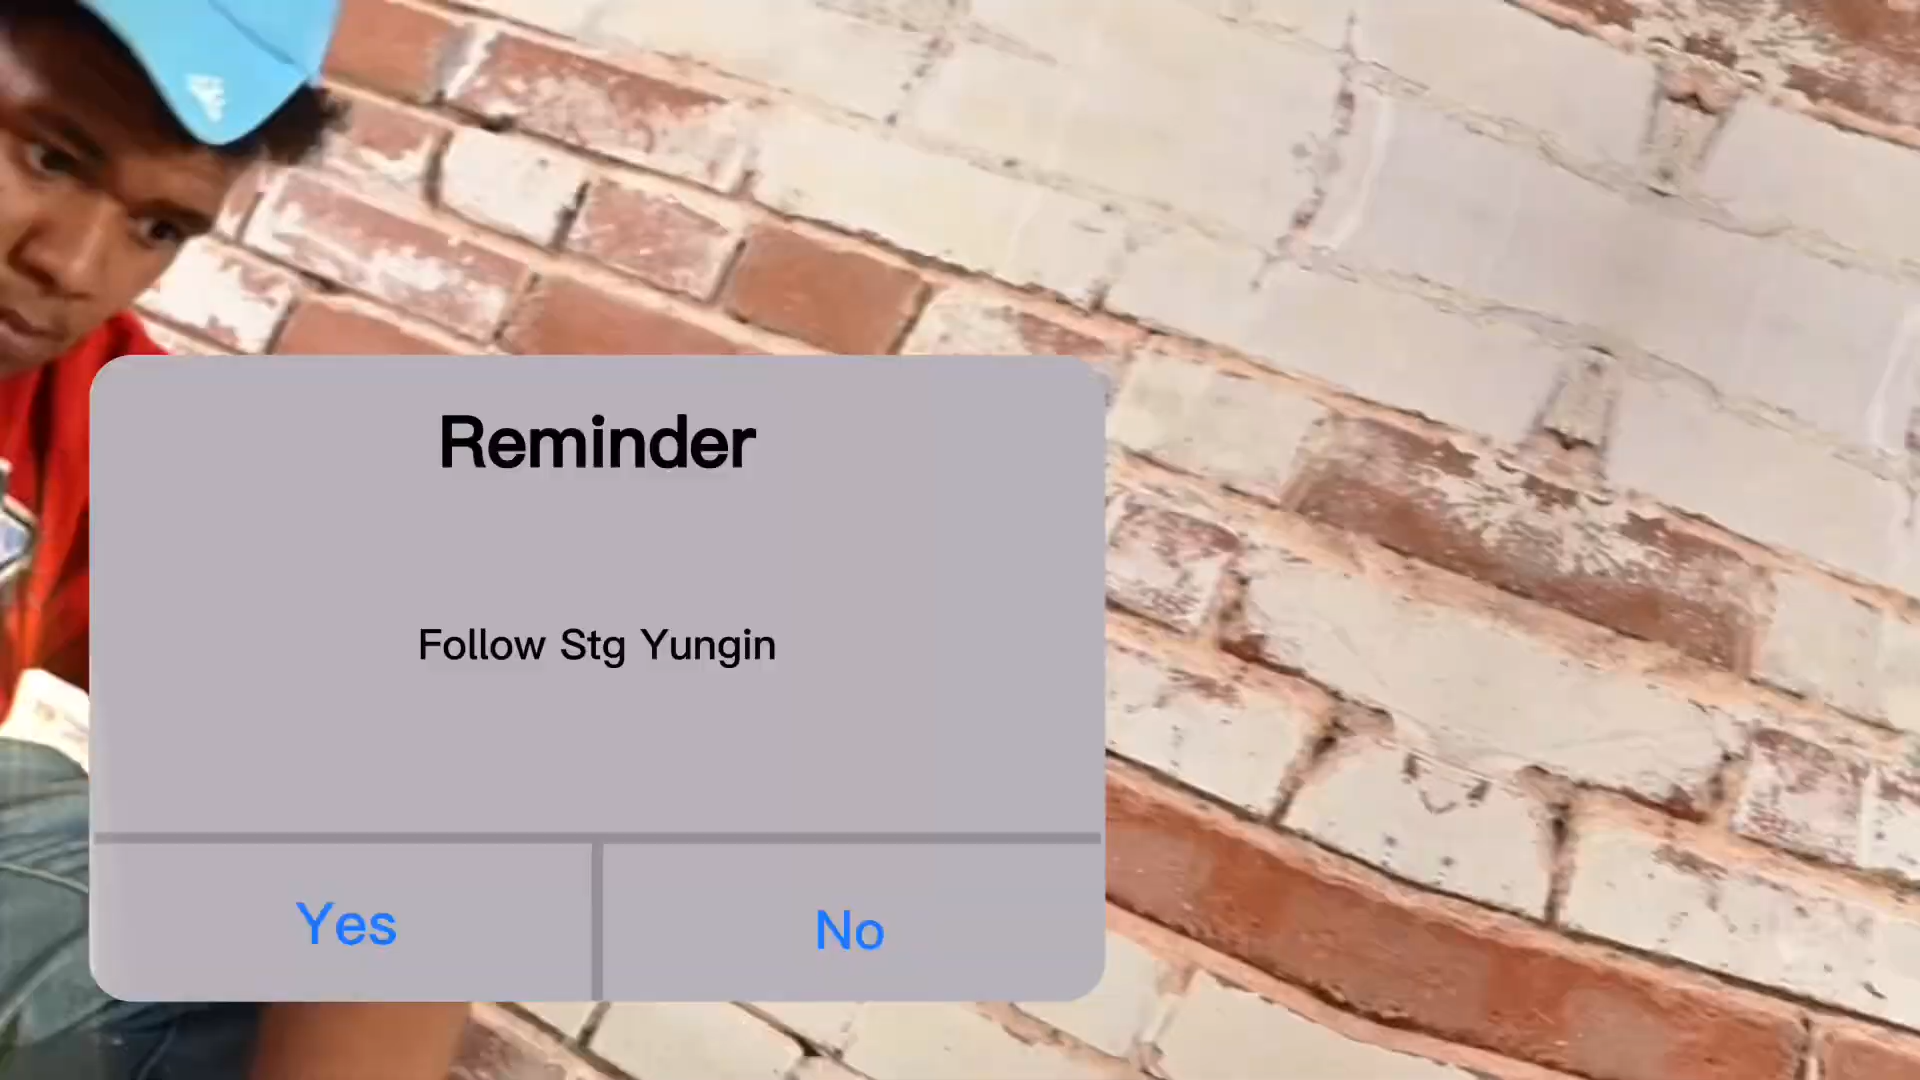 Reminder
Follow Stg Yungin
Yes
No